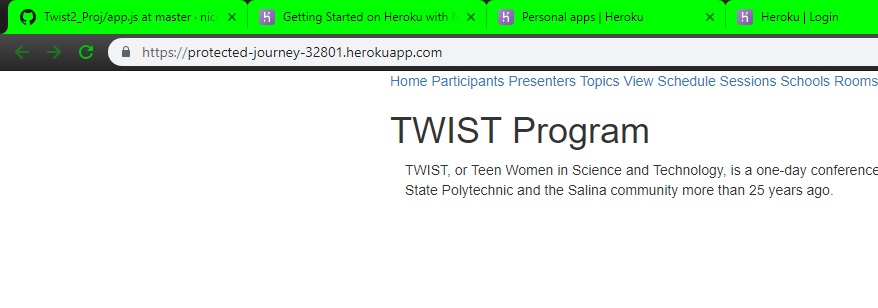 Twist2_Proj/app.js at master · nic
Getting Started on Heroku with N
Personal apps | Heroku
Heroku | Login
https://protected-journey-32801.herokuapp.com
Home Participants Presenters Topics View Schedule Sessions Schools Rooms
TWIST Program
TWIST, or Teen Women in Science and Technology, is a one-day conference
State Polytechnic and the Salina community more than 25 years ago.